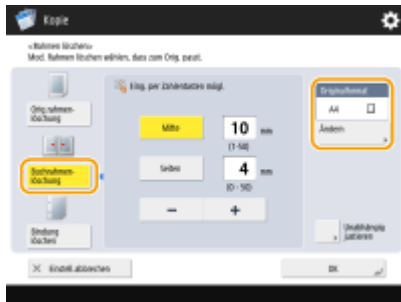 Kopie
<Rahmen löschen>
Mod. Rahmen löschen wählen, dass zum Orig. passt.
Orig.rahmen-
löschung
Buchrahmen-
löschung
Bindung
löschen
Eing. per Zahlentasten mögl.
Mitte
10 mm
(1-50)
Seiten
4 mm
(0 - 50)
−
+
Originalformat
A4
Ändern
Unabhängig
justieren
Einstell. abbrechen
OK